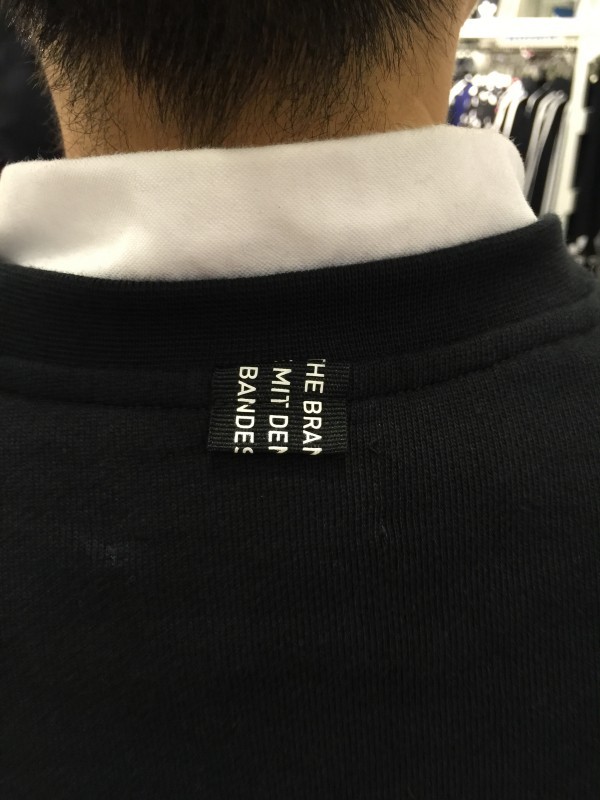 THE BRAN
MIT DEN
BANDES